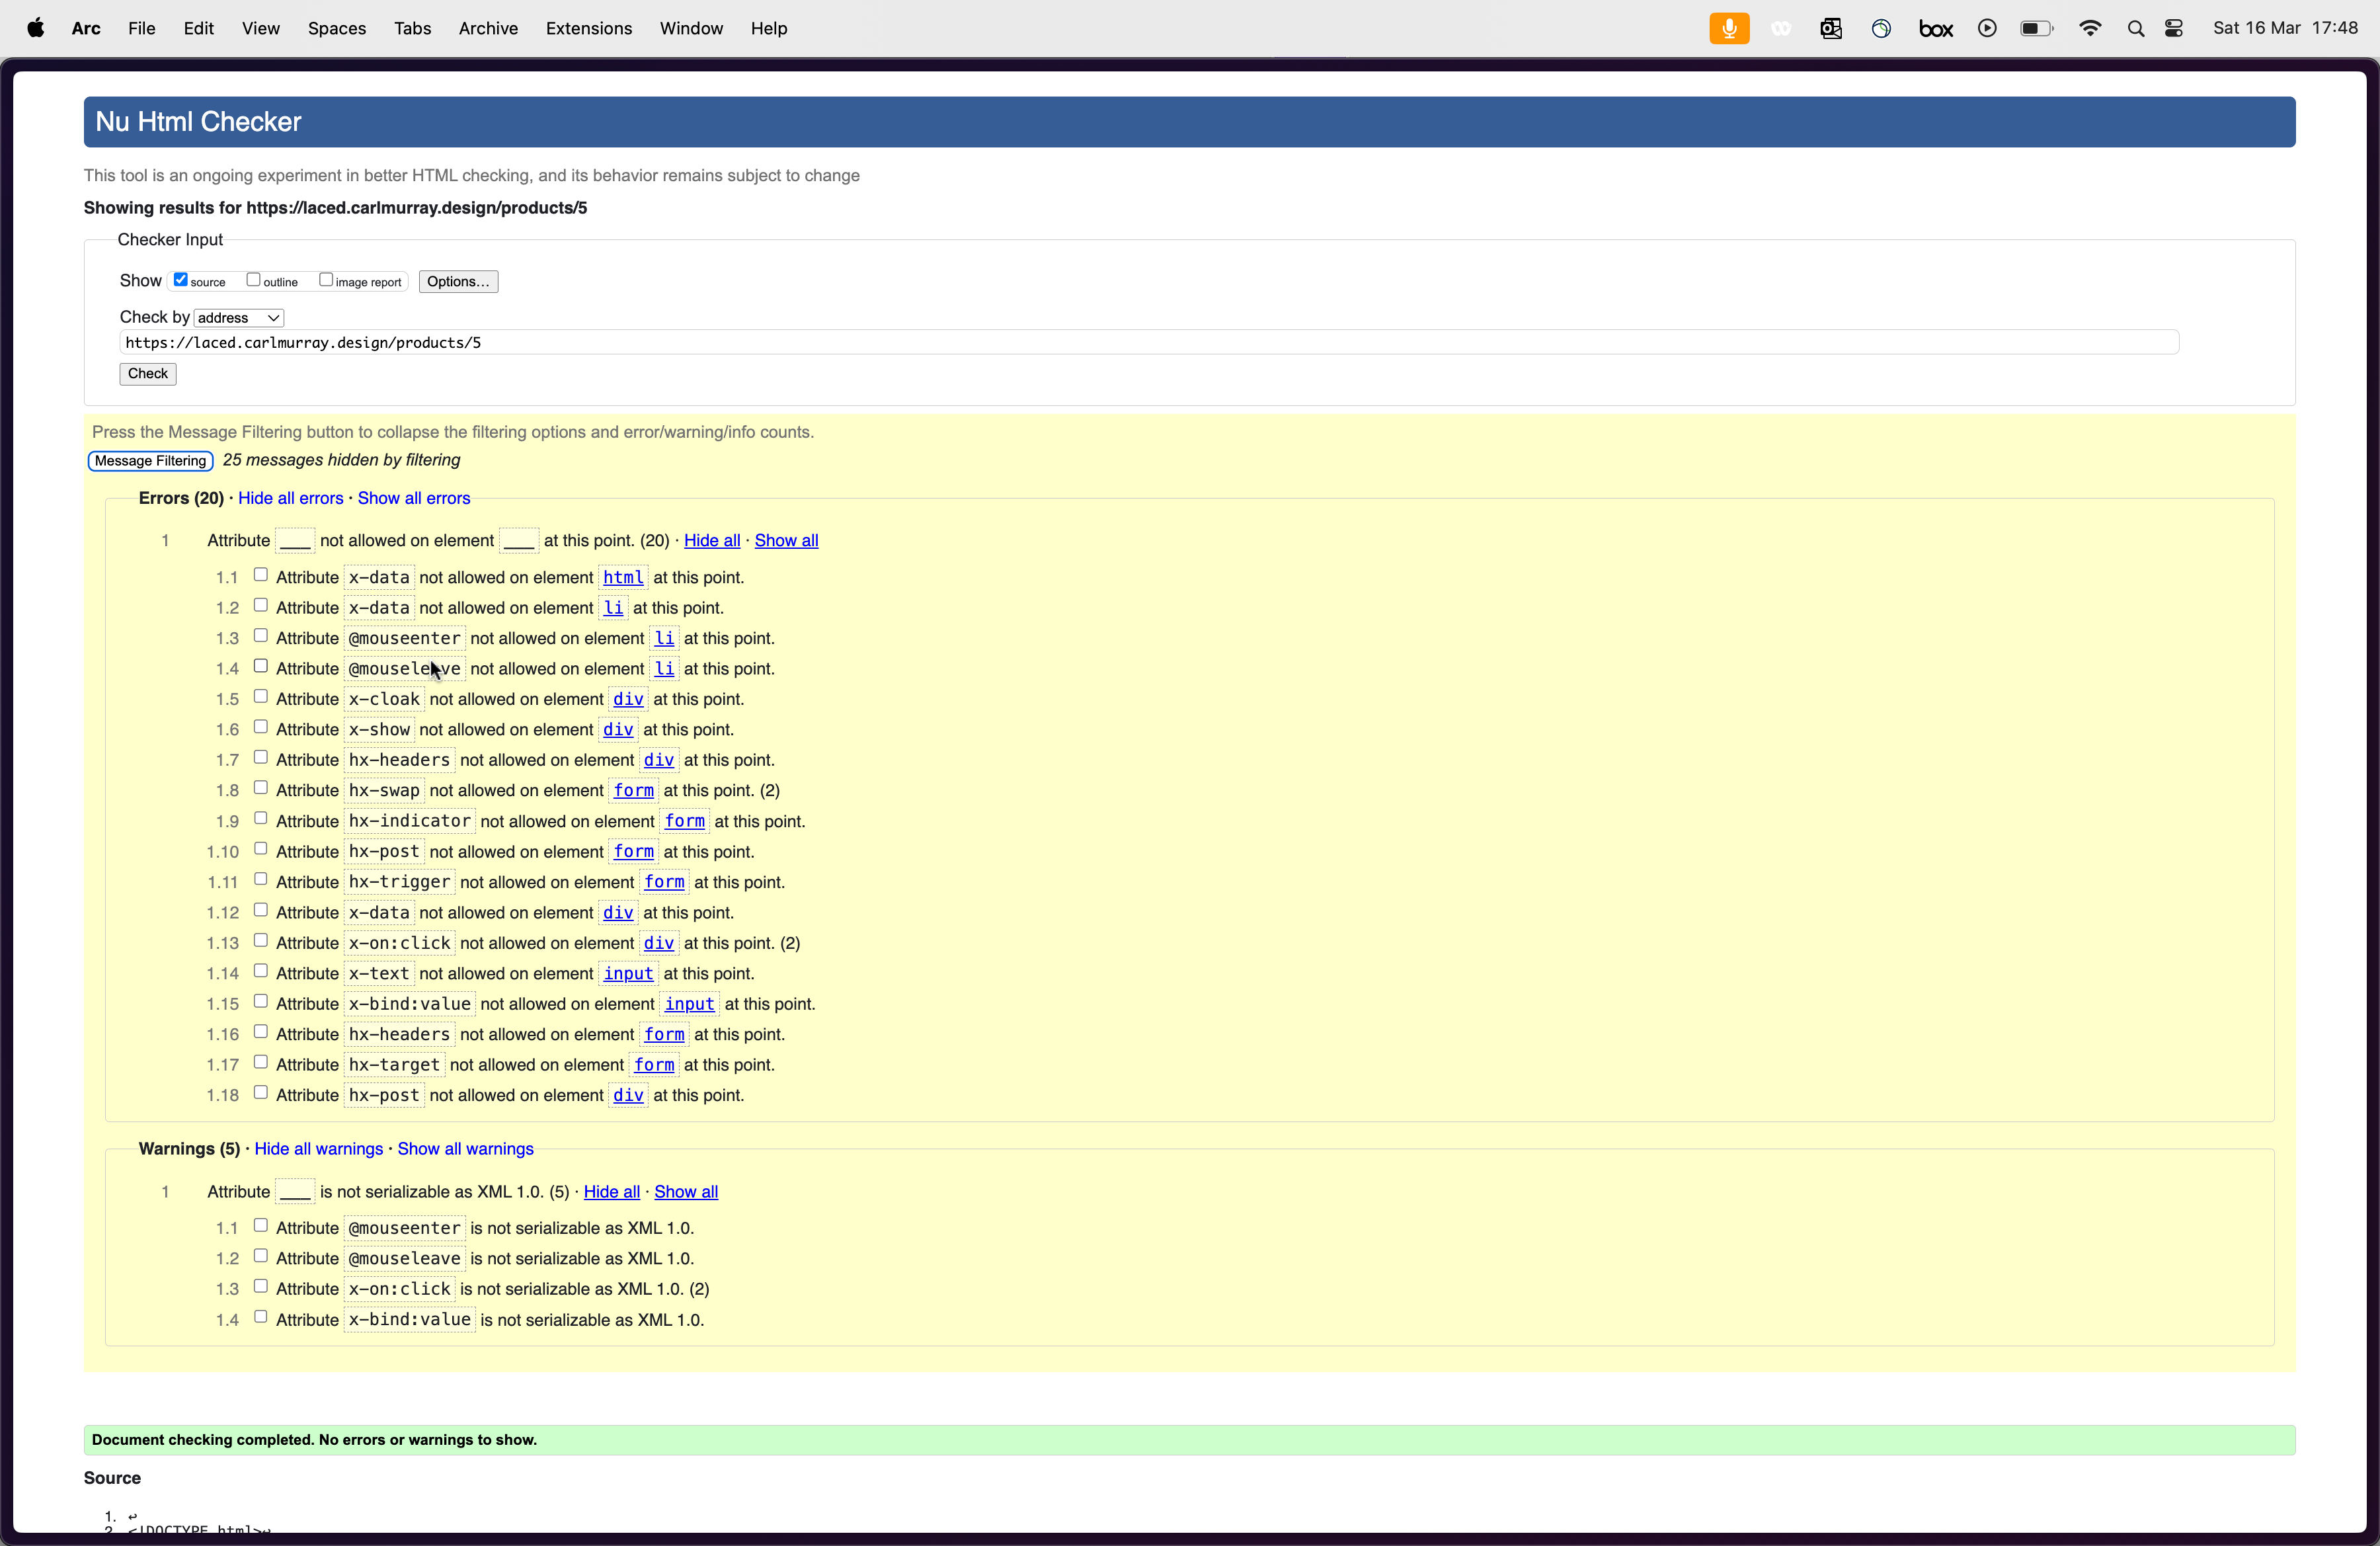 Arc File Edit View Spaces Tabs Archive Extensions Window Help box Sat 16 Mar 17:48
Nu Html Checker
This tool is an ongoing experiment in better HTML checking, and its behavior remains subject to change
Showing results for https://laced.carlmurray.design/products/5
Checker Input
Show source outline image report Options...
Check by address
https://laced.carlmurray.design/products/5
Check
Press the Message Filtering button to collapse the filtering options and error/warning/info counts.
Message Filtering 25 messages hidden by filtering
Errors (20) · Hide all errors · Show all errors
1 Attribute ___ not allowed on element ___ at this point. (20) · Hide all · Show all
1.1 Attribute x-data not allowed on element html at this point.
1.2 Attribute x-data not allowed on element li at this point.
1.3 Attribute @mouseenter not allowed on element li at this point.
1.4 Attribute @mouseleave not allowed on element li at this point.
1.5 Attribute x-cloak not allowed on element div at this point.
1.6 Attribute x-show not allowed on element div at this point.
1.7 Attribute hx-headers not allowed on element div at this point.
1.8 Attribute hx-swap not allowed on element form at this point. (2)
1.9 Attribute hx-indicator not allowed on element form at this point.
1.10 Attribute hx-post not allowed on element form at this point.
1.11 Attribute hx-trigger not allowed on element form at this point.
1.12 Attribute x-data not allowed on element div at this point.
1.13 Attribute x-on:click not allowed on element div at this point. (2)
1.14 Attribute x-text not allowed on element input at this point.
1.15 Attribute x-bind:value not allowed on element input at this point.
1.16 Attribute hx-headers not allowed on element form at this point.
1.17 Attribute hx-target not allowed on element form at this point.
1.18 Attribute hx-post not allowed on element div at this point.
Warnings (5) · Hide all warnings · Show all warnings
1 Attribute ___ is not serializable as XML 1.0. (5) · Hide all · Show all
1.1 Attribute @mouseenter is not serializable as XML 1.0.
1.2 Attribute @mouseleave is not serializable as XML 1.0.
1.3 Attribute x-on:click is not serializable as XML 1.0. (2)
1.4 Attribute x-bind:value is not serializable as XML 1.0.
Document checking completed. No errors or warnings to show.
Source
1. ↩
2. <!DOCTYPE html>↩